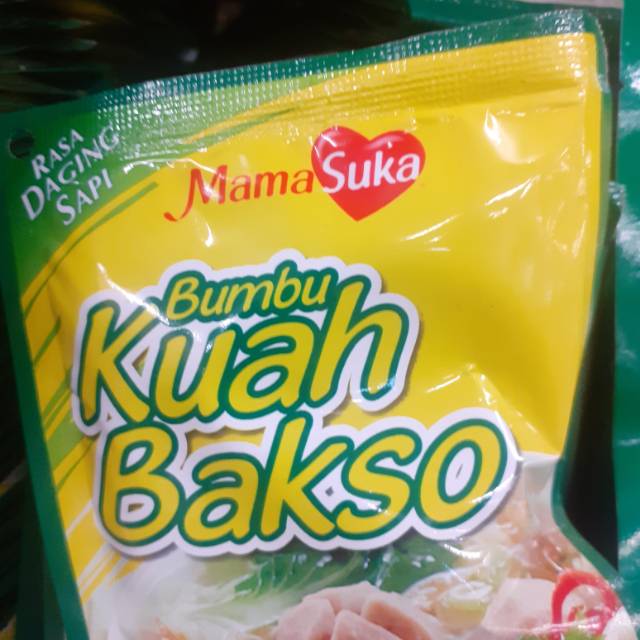 RASA
DAGING
SAPI
MamaSuka
Bumbu
Kuah
Bakso